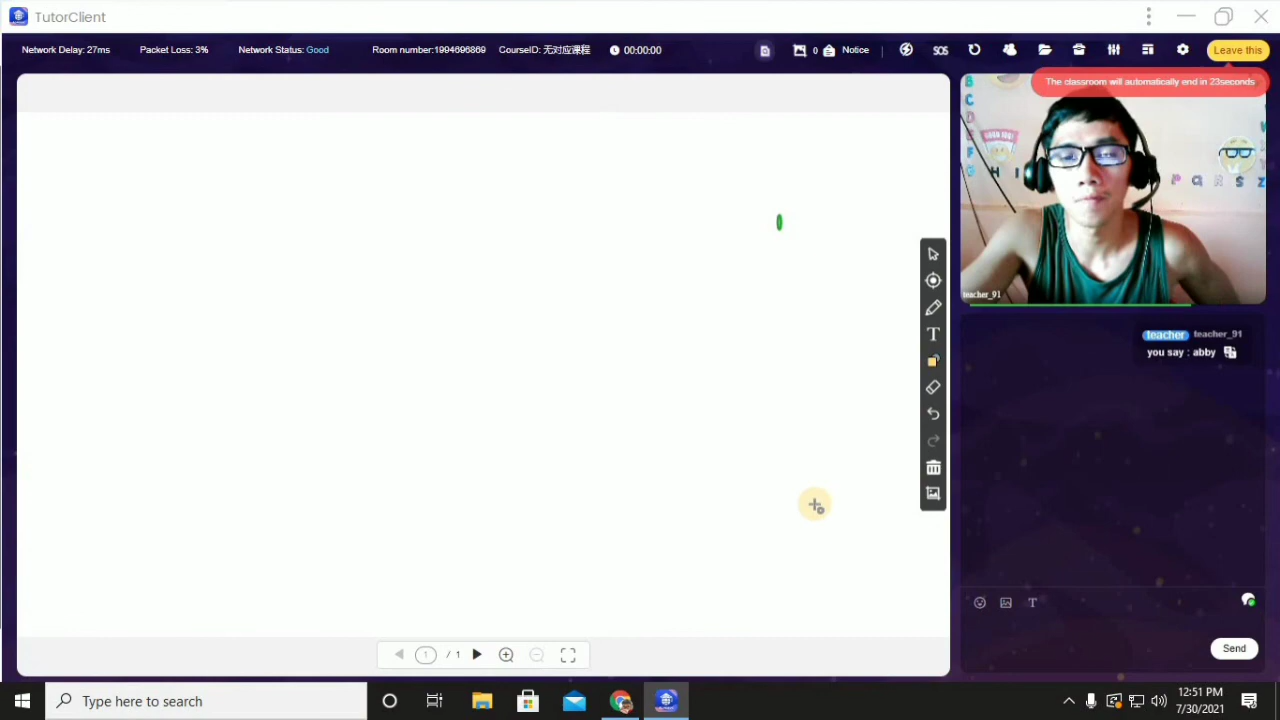 TutorClient
Network Delay: 27ms Packet Loss: 3% Network Status: Good Room number:1994696869 CourseID: 无对应课程 00:00:00 0 Notice SOS Leave this
The classroom will automatically end in 23seconds
B
C
D
E
F
G H I P Q R S Z
teacher_91
teacher teacher_91
you say : abby
T
T
1 / 1
Send
Type here to search
12:51 PM
7/30/2021